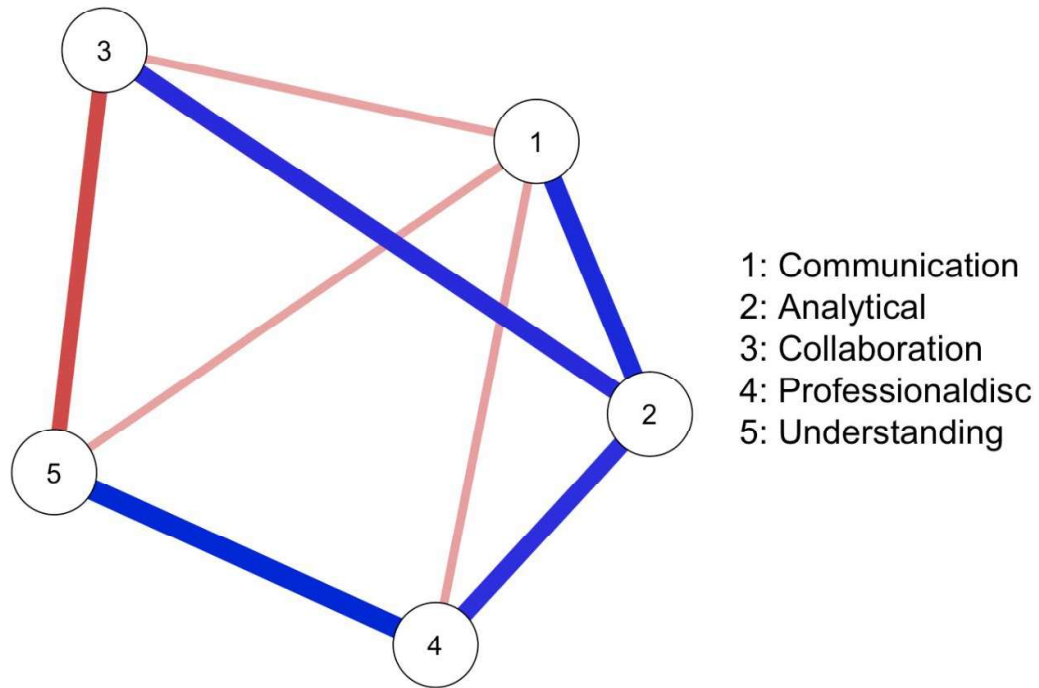 3
1
2
5
4
1: Communication
2: Analytical
3: Collaboration
4: Professionaldisc
5: Understanding